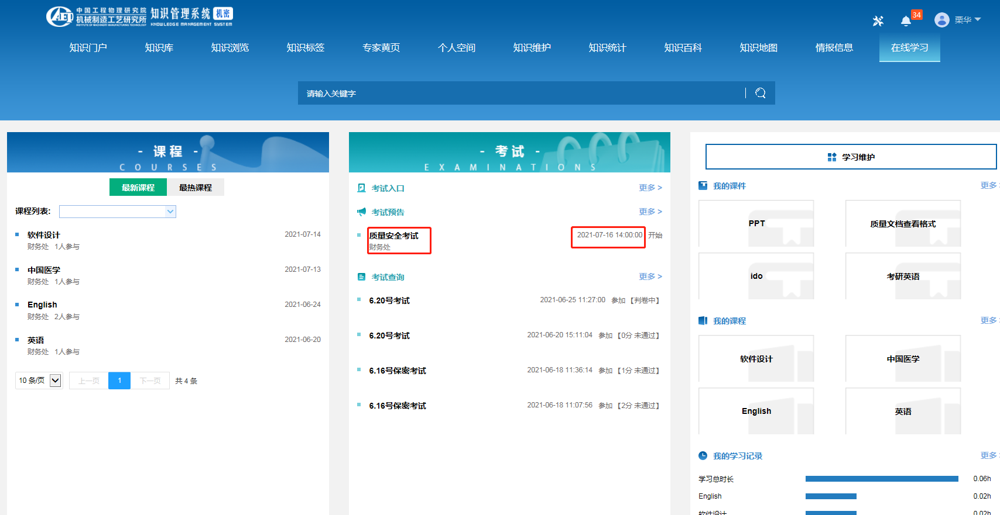 中国工程物理研究院
机械制造工艺研究所
INSTITUTE OF MACHINERY MANUFACTURING TECHNOLOGY
知识管理系统 机密
KNOWLEDGE MANAGEMENT SYSTEM
34
栗华
知识门户 知识库 知识浏览 知识标签 专家黄页 个人空间 知识维护 知识统计 知识百科 知识地图 情报信息 在线学习
请输入关键字
- 课程 -
COURSES
最新课程 最热课程
课程列表:
软件设计 2021-07-14
财务处 1人参与
中国医学 2021-07-13
财务处 1人参与
English 2021-06-24
财务处 2人参与
英语 2021-06-20
财务处 1人参与
10 条/页 上一页 1 下一页 共 4 条
- 考试 -
EXAMINATIONS
考试入口 更多 >
考试预告 更多 >
质量安全考试 2021-07-16 14:00:00 开始
财务处
考试查询 更多 >
6.20号考试 2021-06-25 11:27:00 参加 【判卷中】
6.20号考试 2021-06-20 15:11:04 参加 【0分 未通过】
6.16号保密考试 2021-06-18 11:36:14 参加 【1分 未通过】
6.16号保密考试 2021-06-18 11:07:56 参加 【2分 未通过】
学习维护
我的课件 更多
PPT 质量文档查看格式
ido 考研英语
我的课程 更多
软件设计 中国医学
English 英语
我的学习记录 更多
学习总时长 0.06h
English 0.02h
软件设计 0.02h